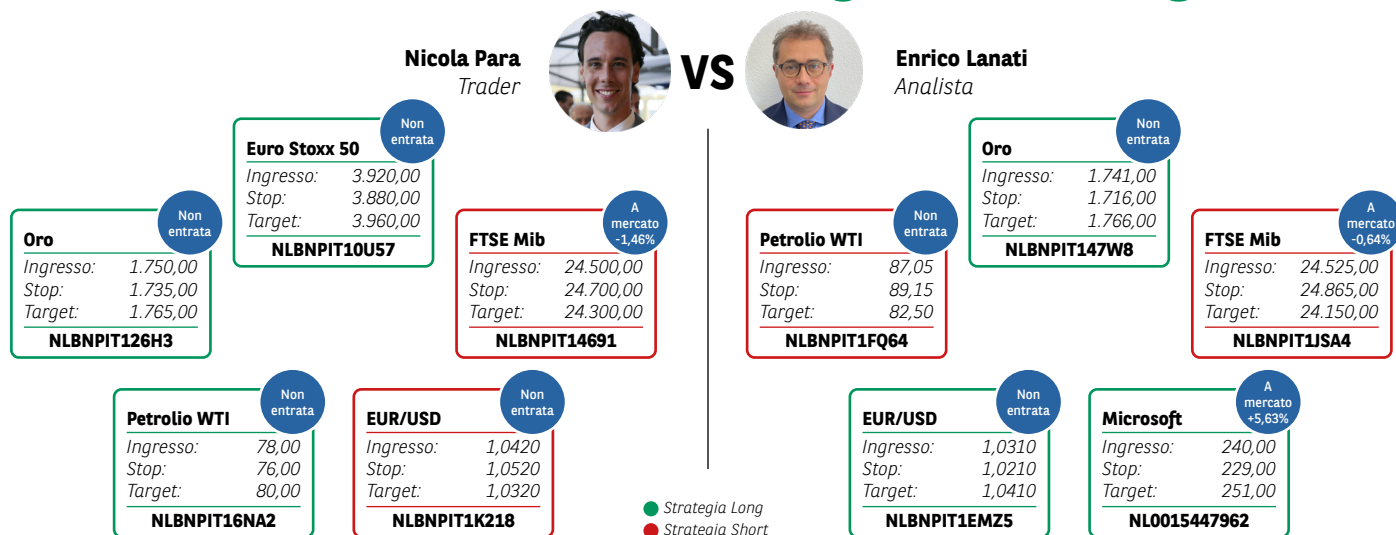 Nicola Para
Trader
VS
Enrico Lanati
Analista
Non
entrata
Euro Stoxx 50
Ingresso: 3.920,00
Stop: 3.880,00
Target: 3.960,00
NLBNPIT10U57
Non
entrata
Oro
Ingresso: 1.750,00
Stop: 1.735,00
Target: 1.765,00
NLBNPIT126H3
A
mercato
-1,46%
FTSE Mib
Ingresso: 24.500,00
Stop: 24.700,00
Target: 24.300,00
NLBNPIT14691
Non
entrata
Petrolio WTI
Ingresso: 78,00
Stop: 76,00
Target: 80,00
NLBNPIT16NA2
Non
entrata
EUR/USD
Ingresso: 1,0420
Stop: 1,0520
Target: 1,0320
NLBNPIT1K218
Non
entrata
Oro
Ingresso: 1.741,00
Stop: 1.716,00
Target: 1.766,00
NLBNPIT147W8
Non
entrata
Petrolio WTI
Ingresso: 87,05
Stop: 89,15
Target: 82,50
NLBNPIT1FQ64
A
mercato
-0,64%
FTSE Mib
Ingresso: 24.525,00
Stop: 24.865,00
Target: 24.150,00
NLBNPIT1JSA4
Non
entrata
EUR/USD
Ingresso: 1,0310
Stop: 1,0210
Target: 1,0410
NLBNPIT1EMZ5
A
mercato
+5,63%
Microsoft
Ingresso: 240,00
Stop: 229,00
Target: 251,00
NL0015447962
Strategia Long
Strategia Short